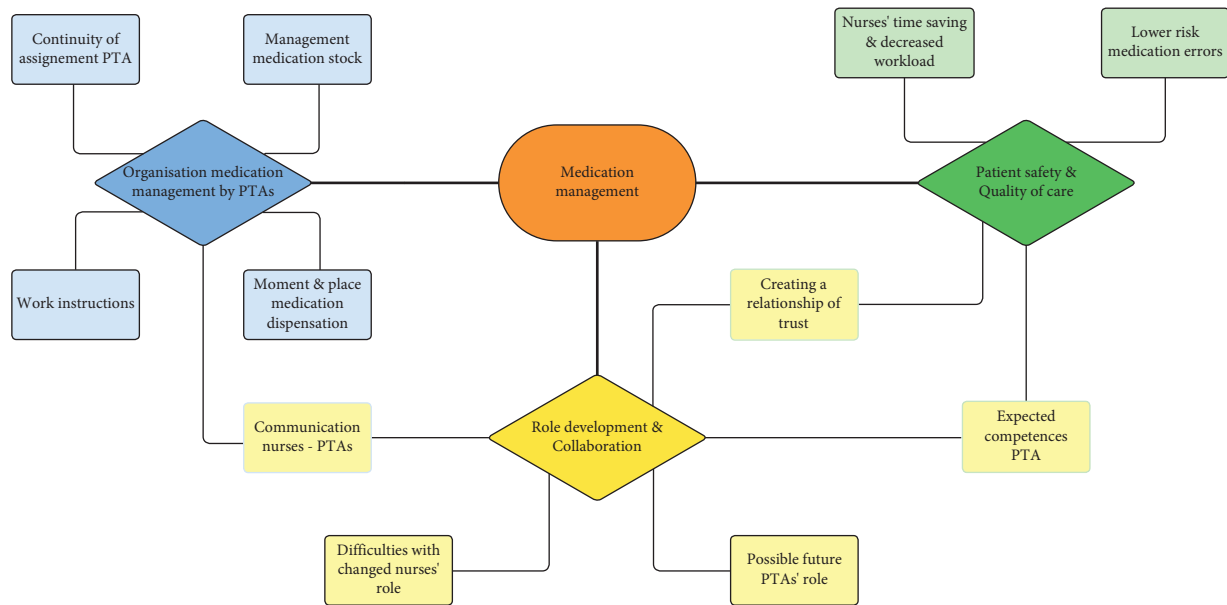 Continuity of
assignement PTA
Management
medication stock
Nurses' time saving
& decreased
workload
Lower risk
medication errors
Organisation medication
management by PTAs
Medication
management
Patient safety &
Quality of care
Work instructions
Moment & place
medication
dispensation
Creating a
relationship of
trust
Communication
nurses - PTAs
Role development &
Collaboration
Expected
competences
PTA
Difficulties with
changed nurses'
role
Possible future
PTAs' role